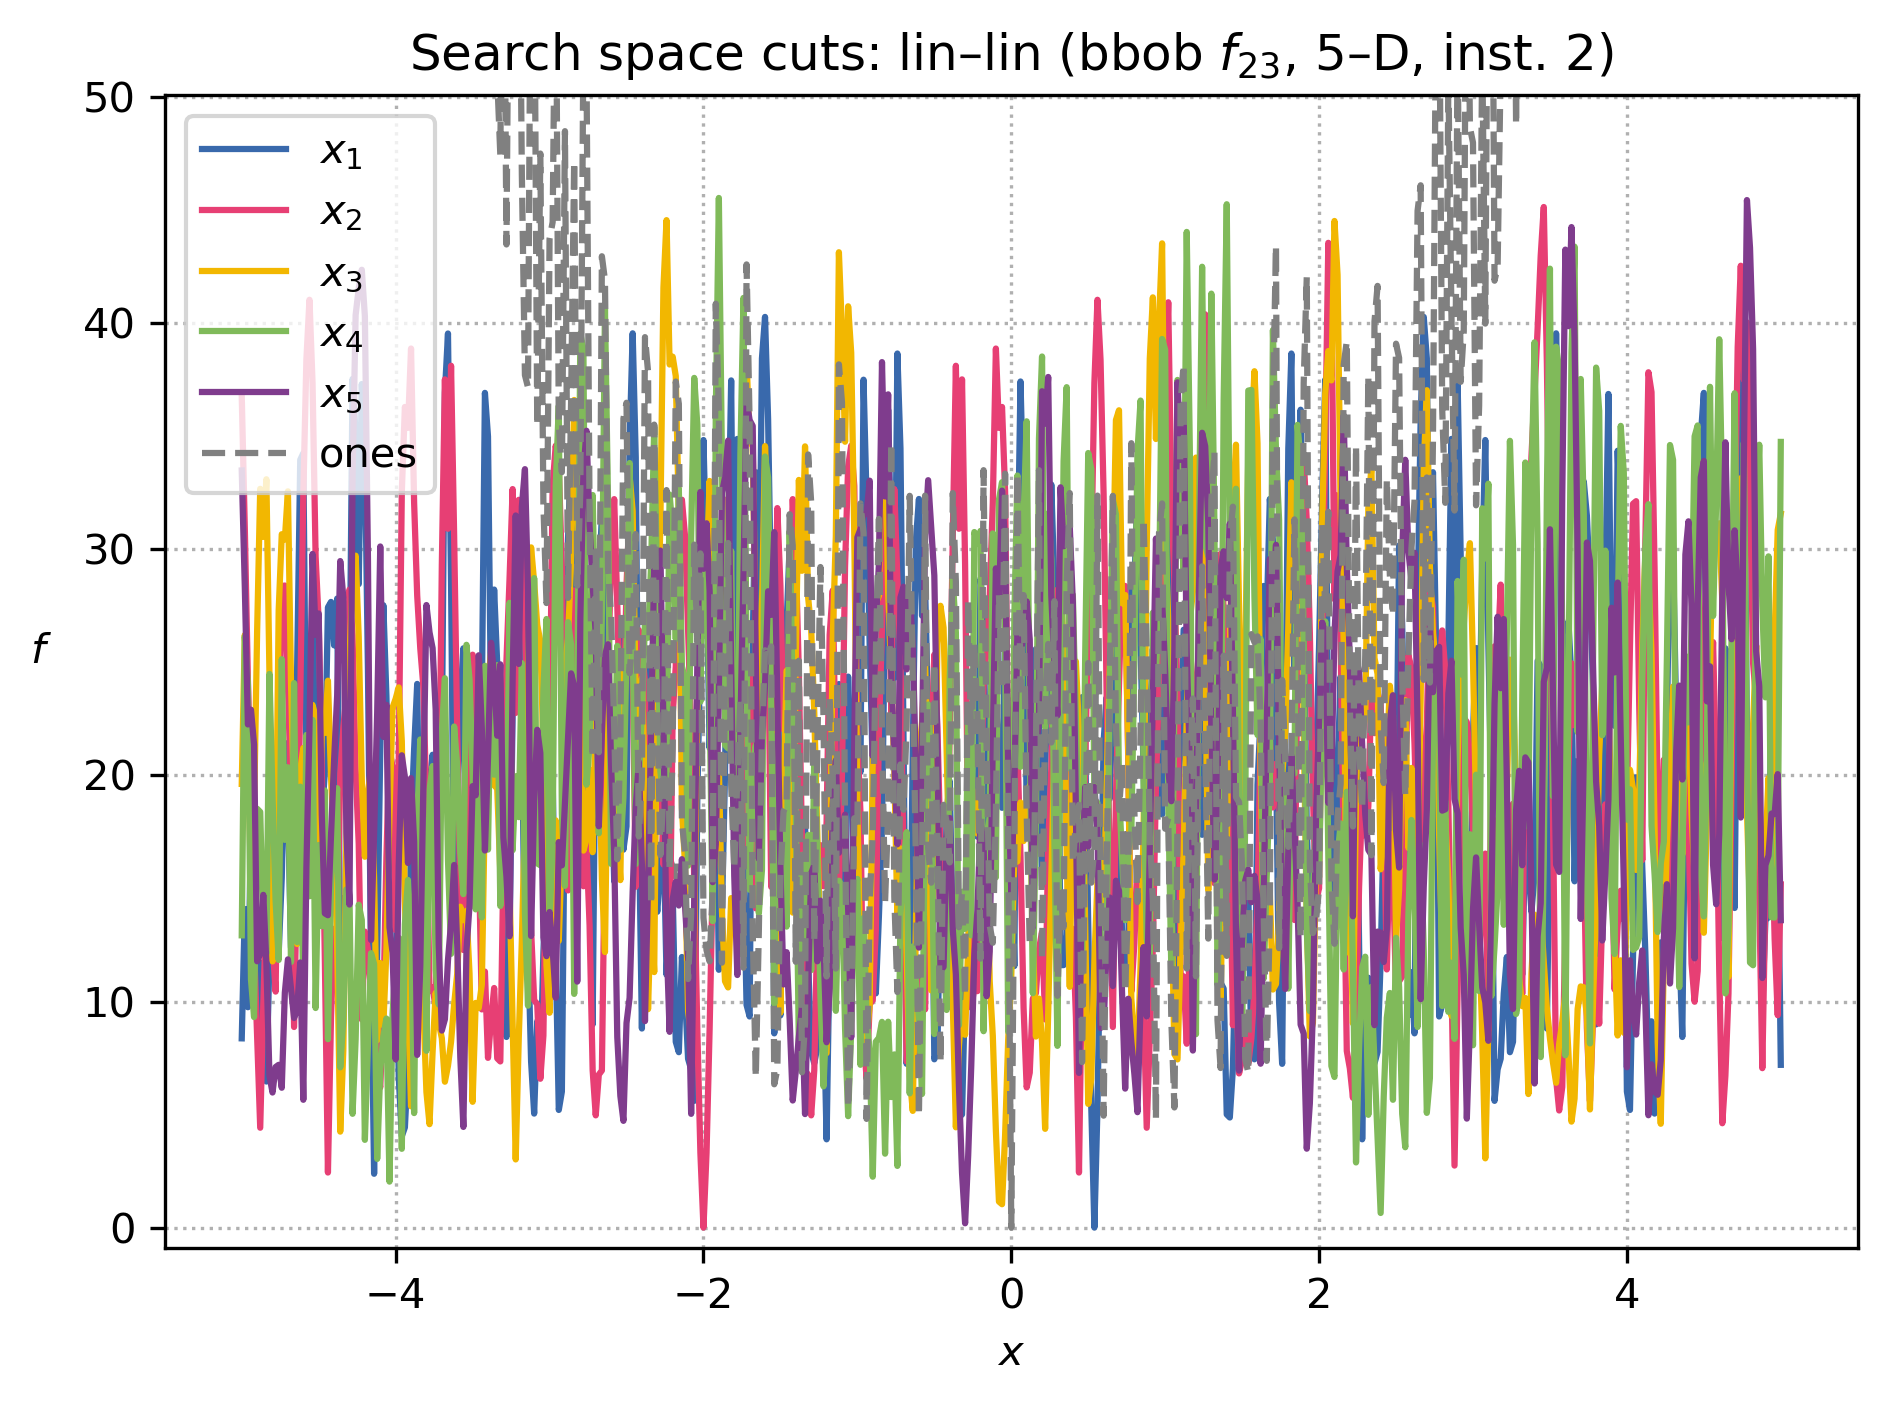 Search space cuts: lin–lin (bbob f₂₃, 5–D, inst. 2)
50
40
30
20
10
0
f
x₁
x₂
x₃
x₄
x₅
ones
−4 −2 0 2 4
x